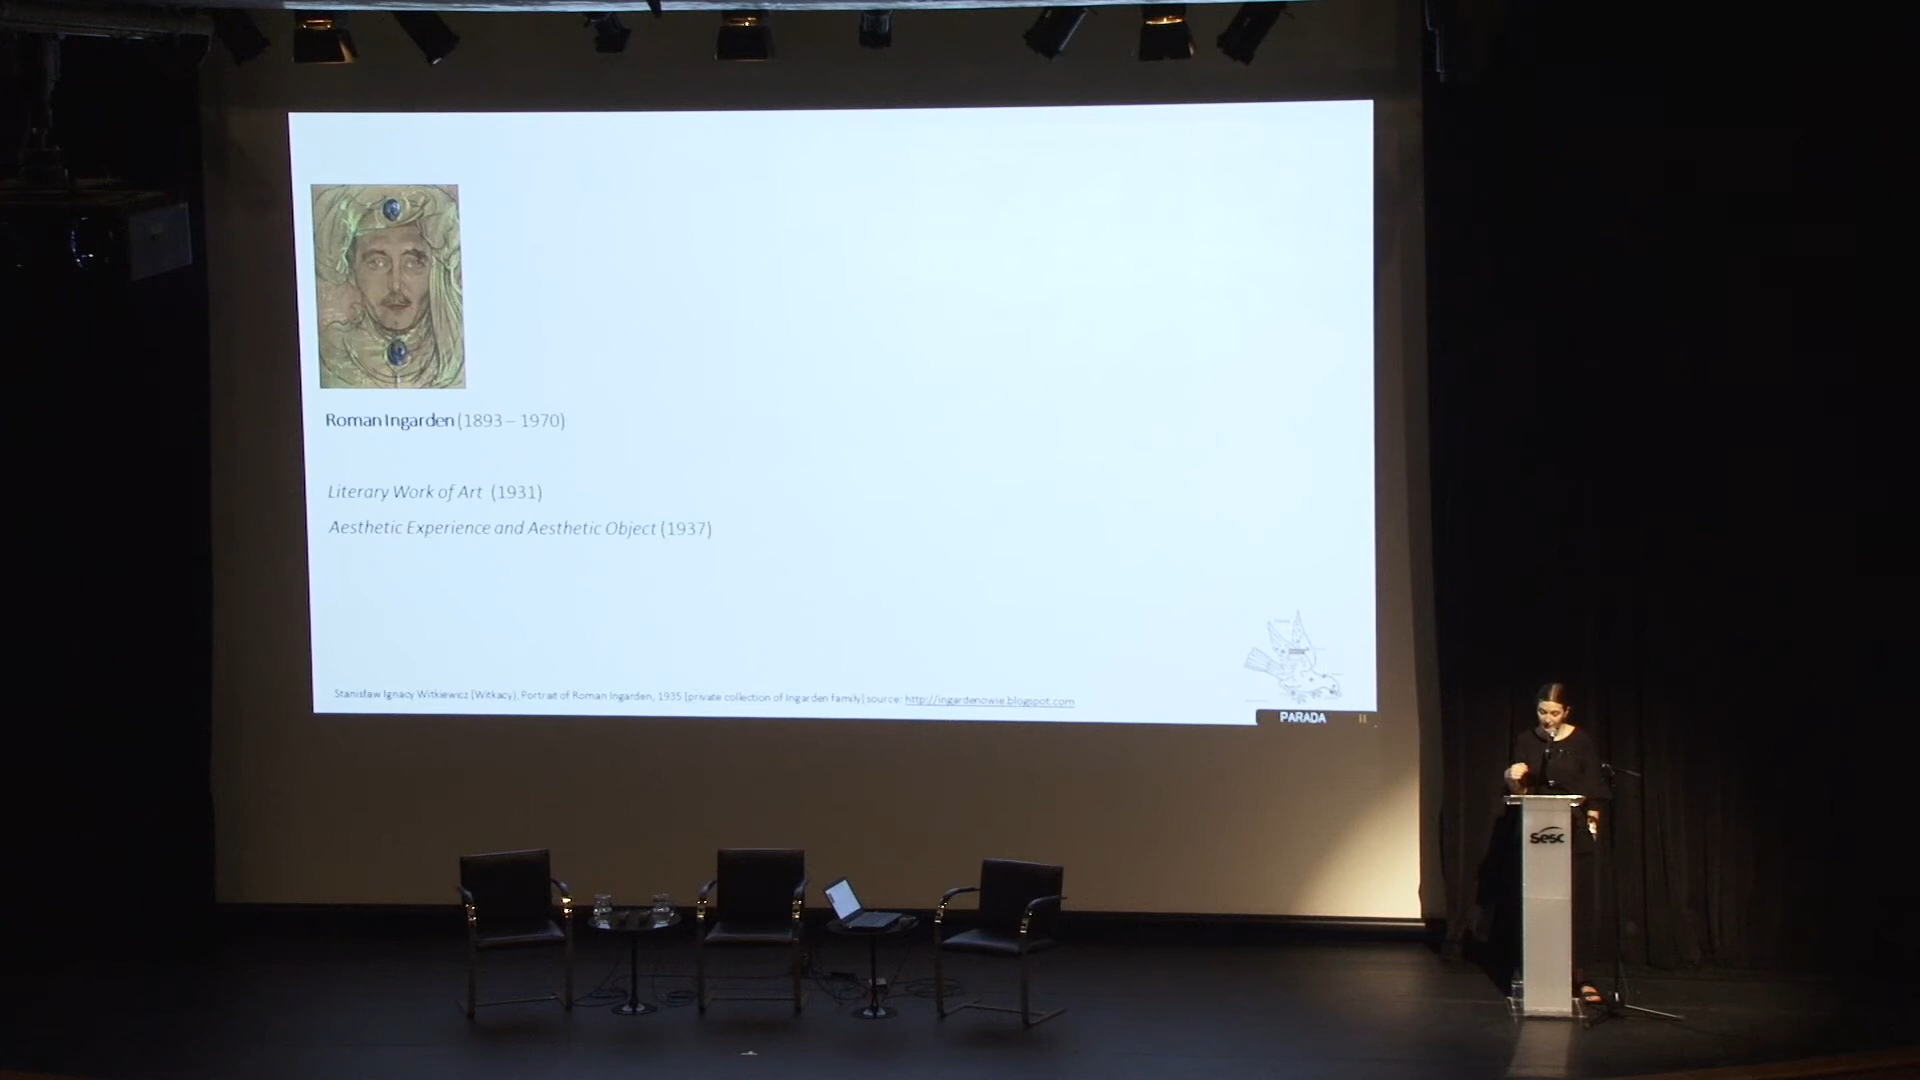 Roman Ingarden (1893 – 1970)
Literary Work of Art (1931)
Aesthetic Experience and Aesthetic Object (1937)
Stanisław Ignacy Witkiewicz (Witkacy), Portrait of Roman Ingarden, 1935 [private collection of Ingarden family] source: http://ingardenowie.blogspot.com
PARADA
sesc